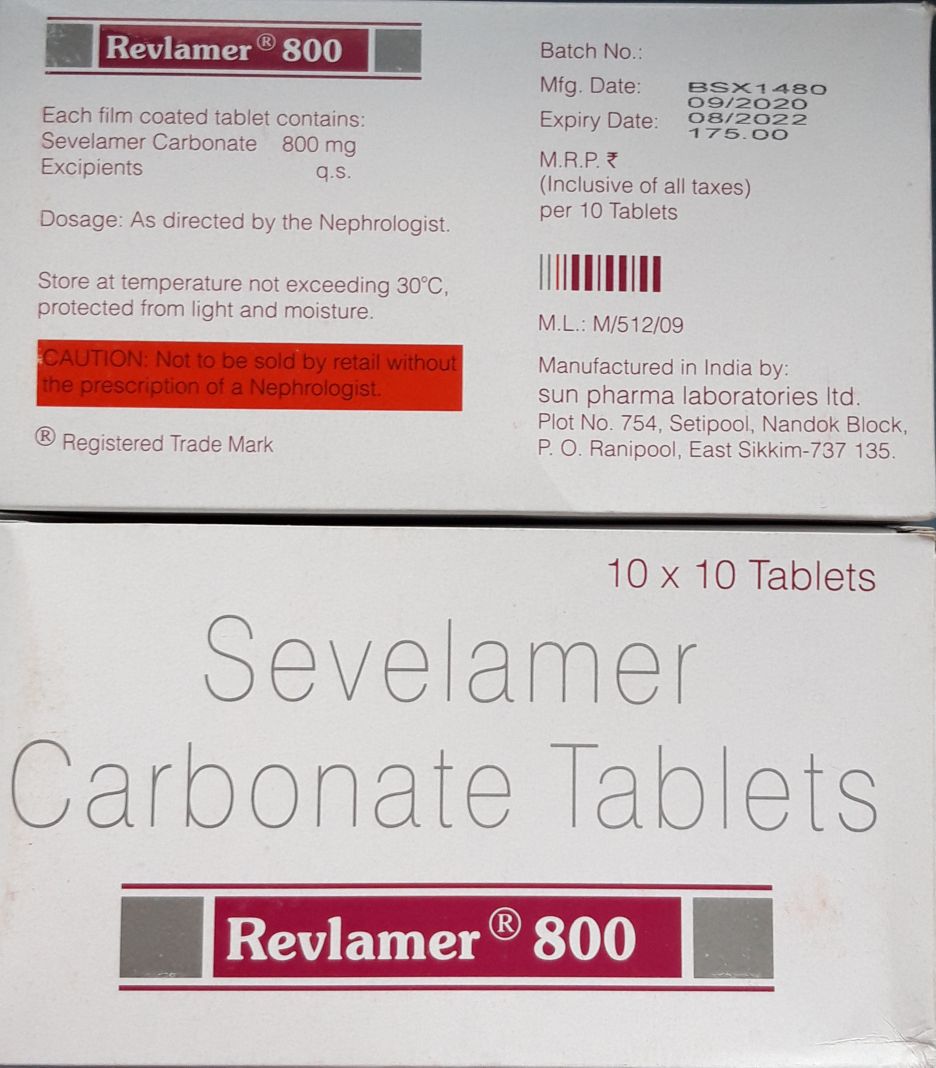 Revlamer® 800
Each film coated tablet contains:
Sevelamer Carbonate 800 mg
Excipients q.s.
Dosage: As directed by the Nephrologist.
Store at temperature not exceeding 30°C,
protected from light and moisture.
CAUTION: Not to be sold by retail without
the prescription of a Nephrologist.
® Registered Trade Mark
Batch No.:
Mfg. Date:
Expiry Date:
BSX1480
09/2020
08/2022
175.00
M.R.P. ₹
(Inclusive of all taxes)
per 10 Tablets
M.L.: M/512/09
Manufactured in India by:
sun pharma laboratories ltd.
Plot No. 754, Setipool, Nandok Block,
P. O. Ranipool, East Sikkim-737 135.
10 x 10 Tablets
Sevelamer
Carbonate Tablets
Revlamer® 800